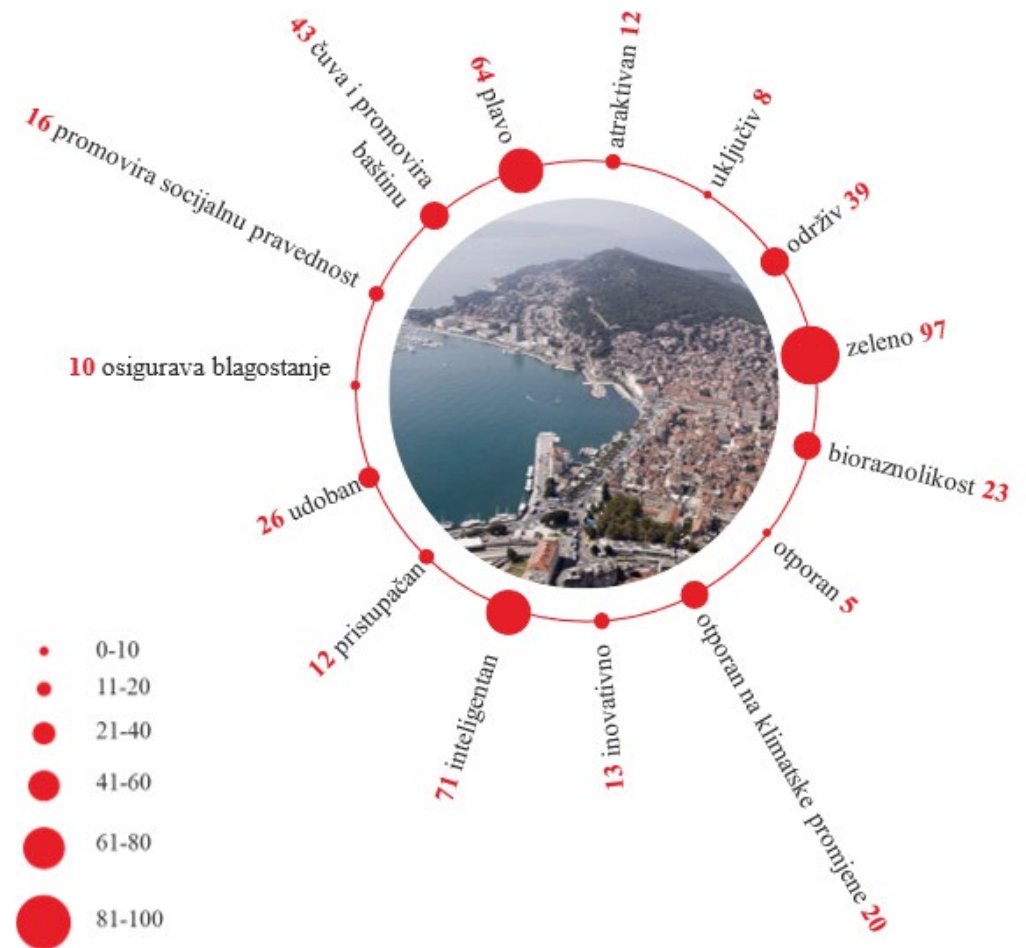 43 čuva i promovira
baštinu
64 plavo
atraktivan 12
uključiv 8
održiv 39
zeleno 97
bioraznolikost 23
otporan 5
otporan na klimatske promjene 20
13 inovativno
71 inteligentan
12 pristupačan
26 udoban
10 osigurava blagostanje
16 promovira socijalnu pravednost
0-10
11-20
21-40
41-60
61-80
81-100